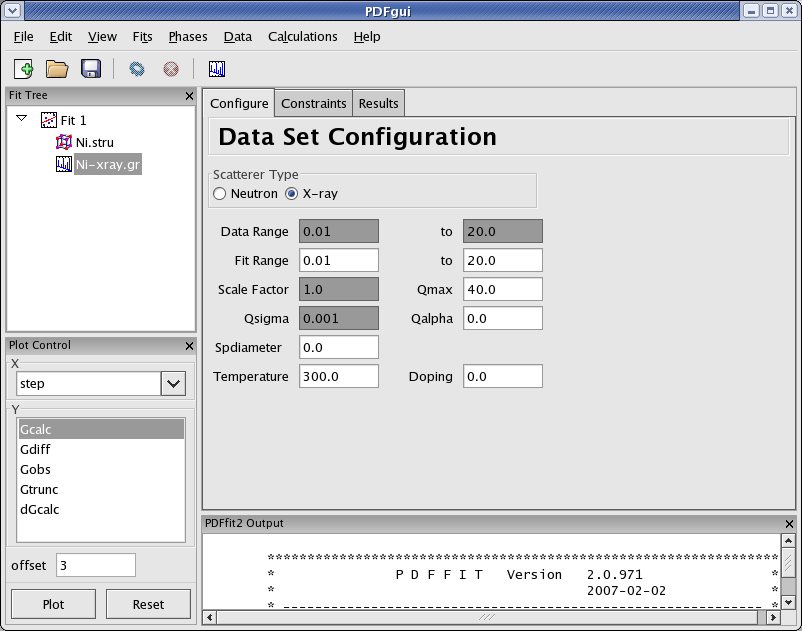 PDFgui
File Edit View Fits Phases Data Calculations Help
Fit Tree
Fit 1
Ni.stru
Ni-xray.gr
Plot Control
X
step
Y
Gcalc
Gdiff
Gobs
Gtrunc
dGcalc
offset 3
Plot Reset
Configure Constraints Results
Data Set Configuration
Scatterer Type
Neutron X-ray
Data Range 0.01 to 20.0
Fit Range 0.01 to 20.0
Scale Factor 1.0 Qmax 40.0
Qsigma 0.001 Qalpha 0.0
Spdiameter 0.0
Temperature 300.0 Doping 0.0
PDFfit2 Output
****************************************************************
* P D F F I T Version 2.0.971 *
* 2007-02-02 *
* ------------------------------------------------------------ *